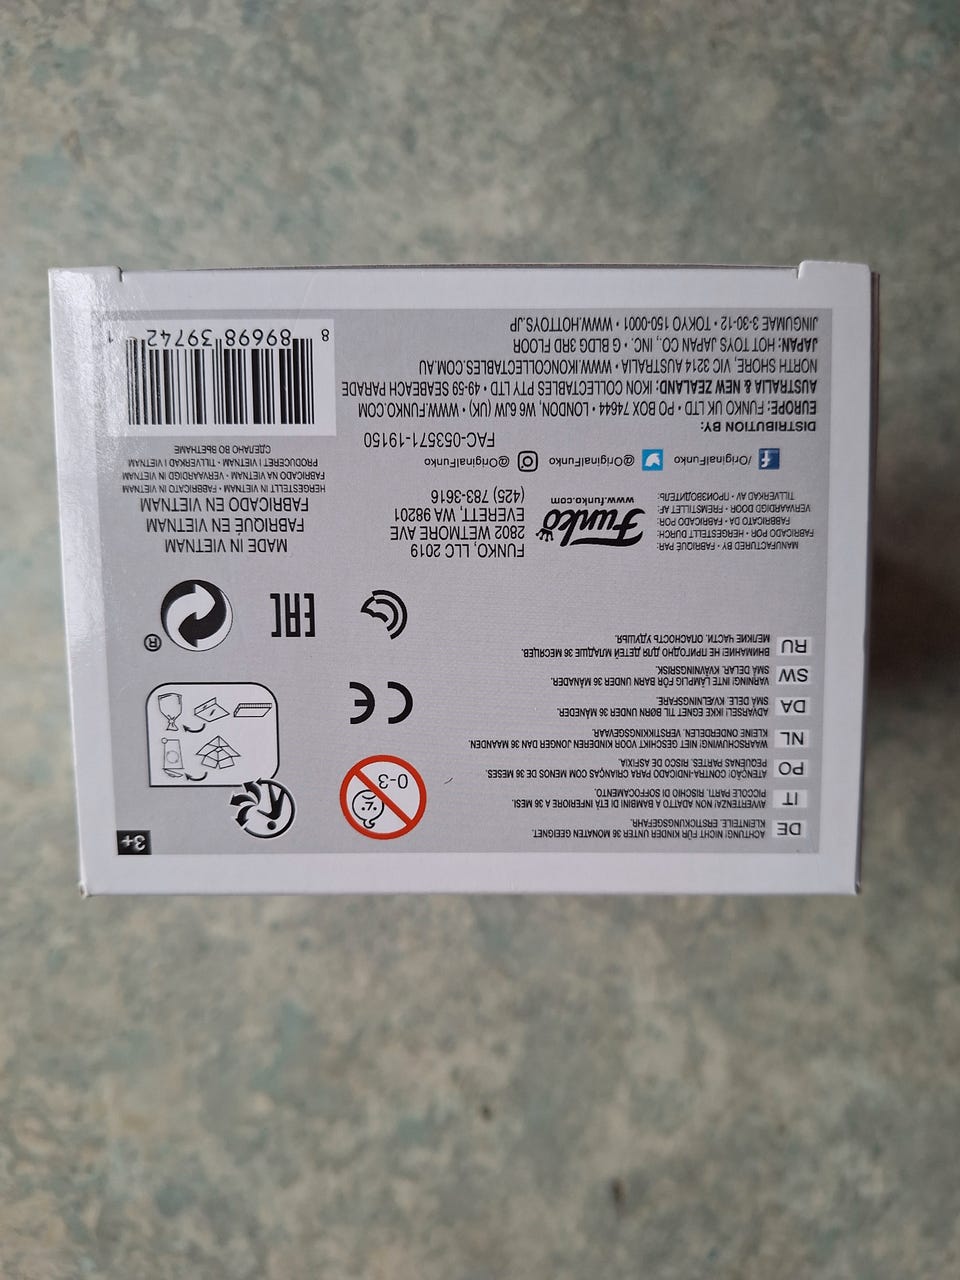 3+
DE
ACHTUNG! NICHT FÜR KINDER UNTER 36 MONATEN GEEIGNET.
KLEINTEILE. ERSTICKUNGSGEFAHR.
IT
AVVERTENZA! NON ADATTO A BAMBINI DI ETÀ INFERIORE A 36 MESI.
PICCOLE PARTI. RISCHIO DI SOFFOCAMENTO.
PO
ATENÇÃO! CONTRA-INDICADO PARA CRIANÇAS COM MENOS DE 36 MESES.
PEQUENAS PARTES. RISCO DE ASFIXIA.
NL
WAARSCHUWING! NIET GESCHIKT VOOR KINDEREN JONGER DAN 36 MAANDEN.
KLEINE ONDERDELEN. VERSTIKKINGSGEVAAR.
DA
ADVARSEL! IKKE EGNET TIL BØRN UNDER 36 MÅNEDER.
SMÅ DELE. KVÆLNINGSFARE.
SW
VARNING! INTE LÄMPLIG FÖR BARN UNDER 36 MÅNADER.
SMÅ DELAR. KVÄVNINGSRISK.
RU
ВНИМАНИЕ! НЕ ПРИГОДНО ДЛЯ ДЕТЕЙ МЛАДШЕ 36 МЕСЯЦЕВ.
МЕЛКИЕ ЧАСТИ. ОПАСНОСТЬ УДУШЬЯ.
0-3
CE
EAC
®
MANUFACTURED BY • FABRIQUÉ PAR:
FABRICADO POR • HERGESTELLT DURCH:
FABBRICATO DA • FABRICADO POR:
VERVAARDIGD DOOR • FREMSTILLET AF:
TILLVERKAD AV • ПРОИЗВОДИТЕЛЬ:
Funko
www.funko.com
FUNKO, LLC 2019
2802 WETMORE AVE
EVERETT, WA 98201
(425) 783-3616
MADE IN VIETNAM
FABRIQUÉ EN VIETNAM
FABRICADO EN VIETNAM
HERGESTELLT IN VIETNAM • FABBRICATO IN VIETNAM
FABRICADO NA VIETNAM • VERVAARDIGD IN VIETNAM
PRODUCERET I VIETNAM • TILLVERKAD I VIETNAM
СДЕЛАНО ВО ВЬЕТНАМЕ
/OriginalFunko
@OriginalFunko
@OriginalFunko
FAC-053571-19150
DISTRIBUTION BY:
EUROPE: FUNKO UK LTD • PO BOX 74644 • LONDON, W6 6JW (UK) • WWW.FUNKO.COM
AUSTRALIA & NEW ZEALAND: IKON COLLECTABLES PTY LTD • 49-59 SEABEACH PARADE
NORTH SHORE, VIC 3214 AUSTRALIA • WWW.IKONCOLLECTABLES.COM.AU
JAPAN: HOT TOYS JAPAN CO., INC. • G BLDG 3RD FLOOR
JINGUMAE 3-30-12 • TOKYO 150-0001 • WWW.HOTTOYS.JP
8 89698 39742 1